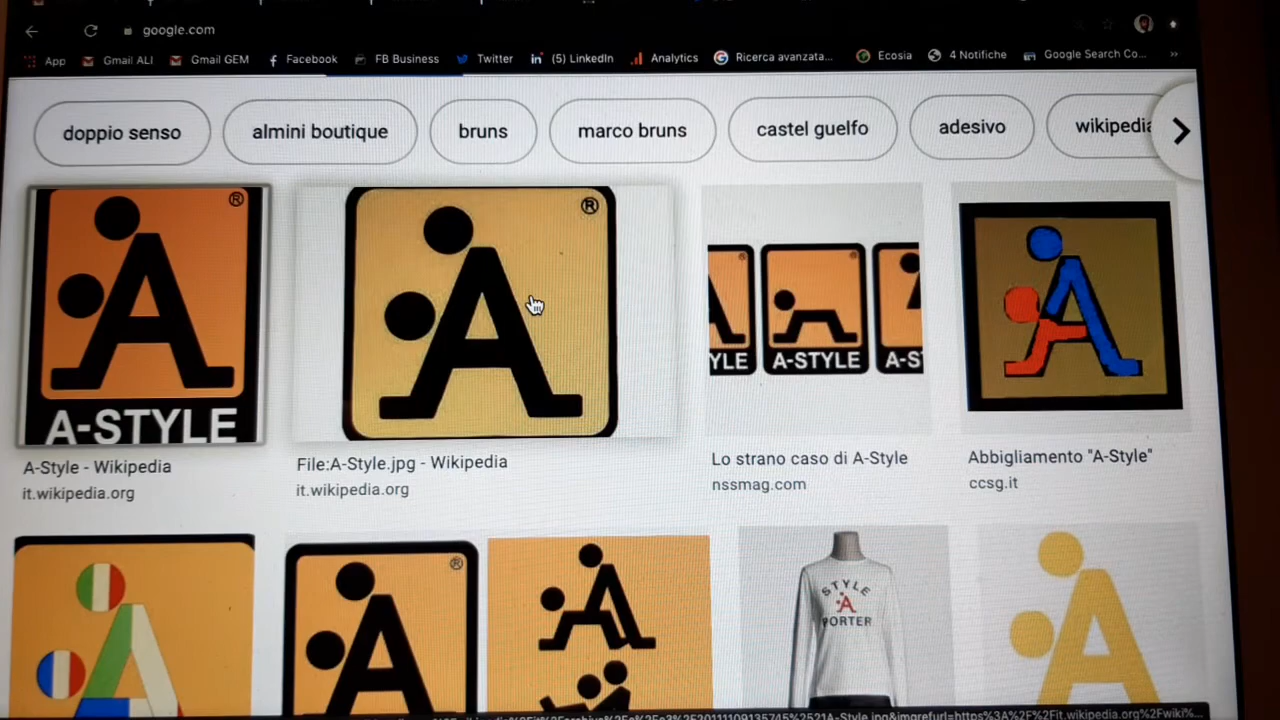 google.com
App Gmail ALI Gmail GEM Facebook FB Business Twitter (5) LinkedIn Analytics Ricerca avanzata... Ecosia 4 Notifiche Google Search Co... »
doppio senso almini boutique bruns marco bruns castel guelfo adesivo wikipedia
®
A-STYLE
®
YLE A-STYLE A-S
A
A-Style - Wikipedia
it.wikipedia.org
File:A-Style.jpg - Wikipedia
it.wikipedia.org
Lo strano caso di A-Style
nssmag.com
Abbigliamento "A-Style"
ccsg.it
®
STYLE
A
PORTER